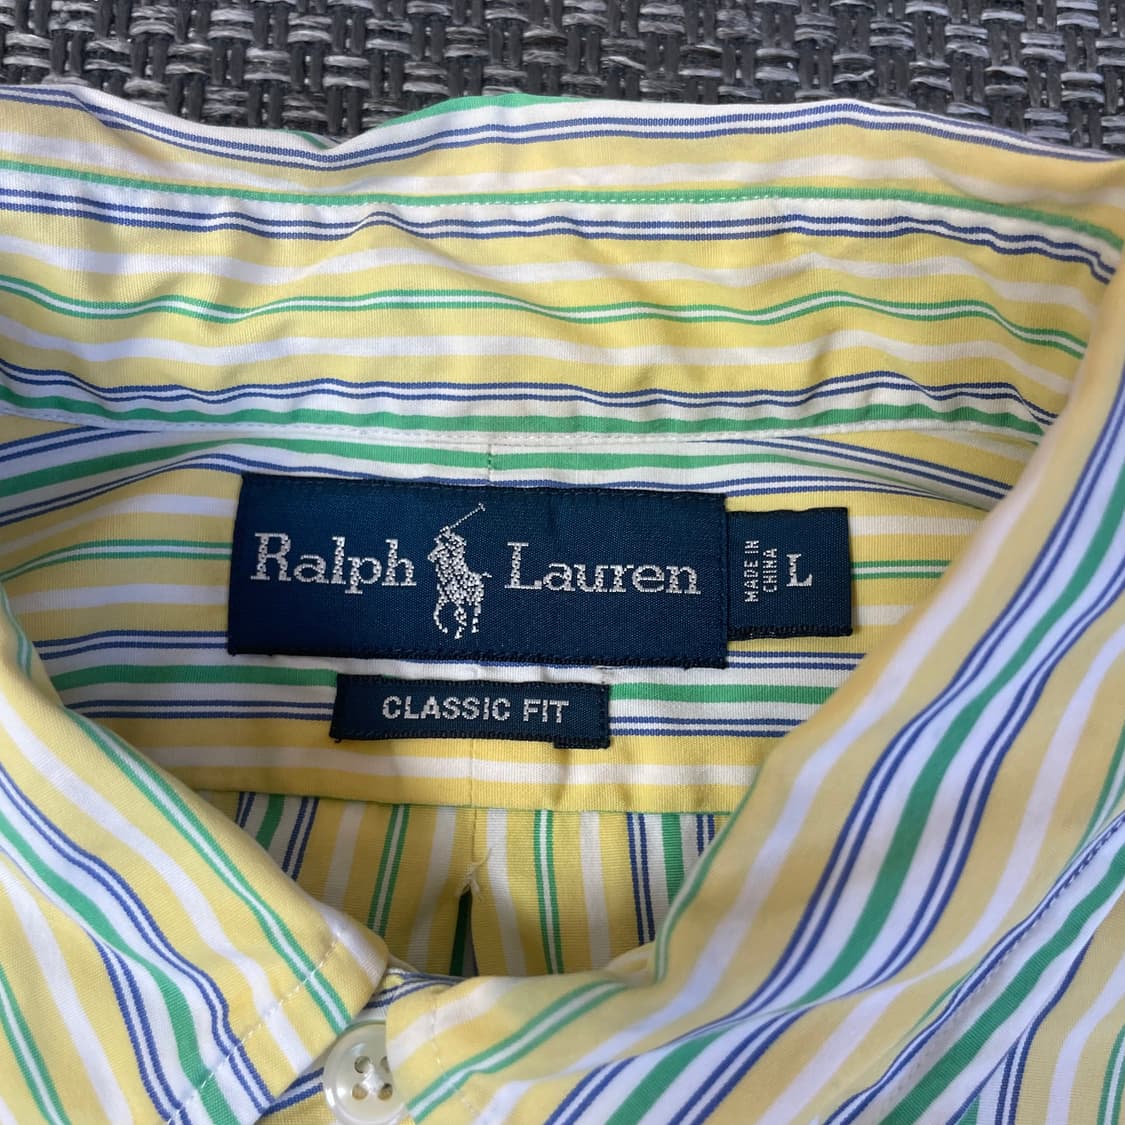 Ralph Lauren
MADE IN
CHINA
L
CLASSIC FIT